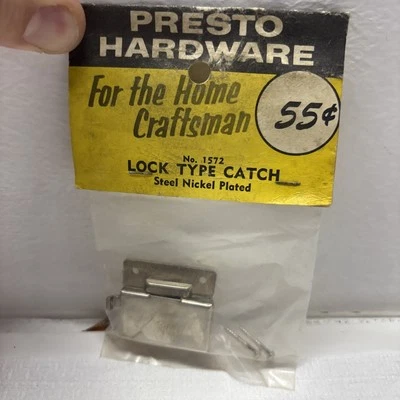 PRESTO
HARDWARE
For the Home
Craftsman
55¢
No. 1572
LOCK TYPE CATCH
Steel Nickel Plated